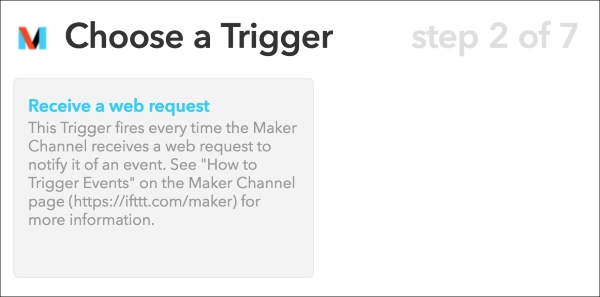 Choose a Trigger
step 2 of 7
Receive a web request
This Trigger fires every time the Maker
Channel receives a web request to
notify it of an event. See "How to
Trigger Events" on the Maker Channel
page (https://ifttt.com/maker) for
more information.